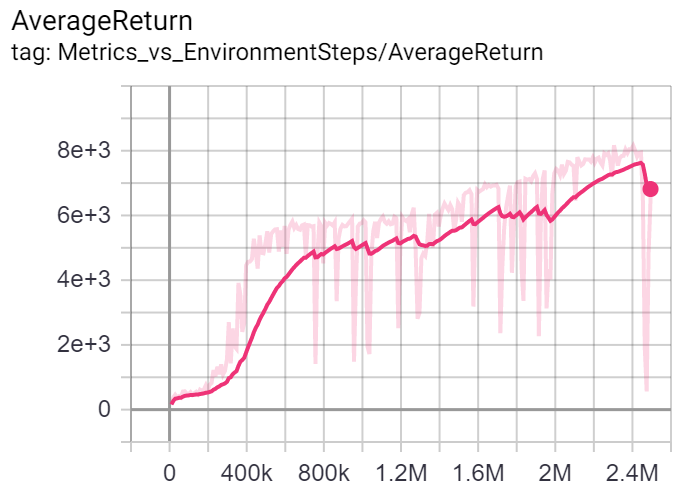 AverageReturn
tag: Metrics_vs_EnvironmentSteps/AverageReturn
8e+3
6e+3
4e+3
2e+3
0
0 400k 800k 1.2M 1.6M 2M 2.4M